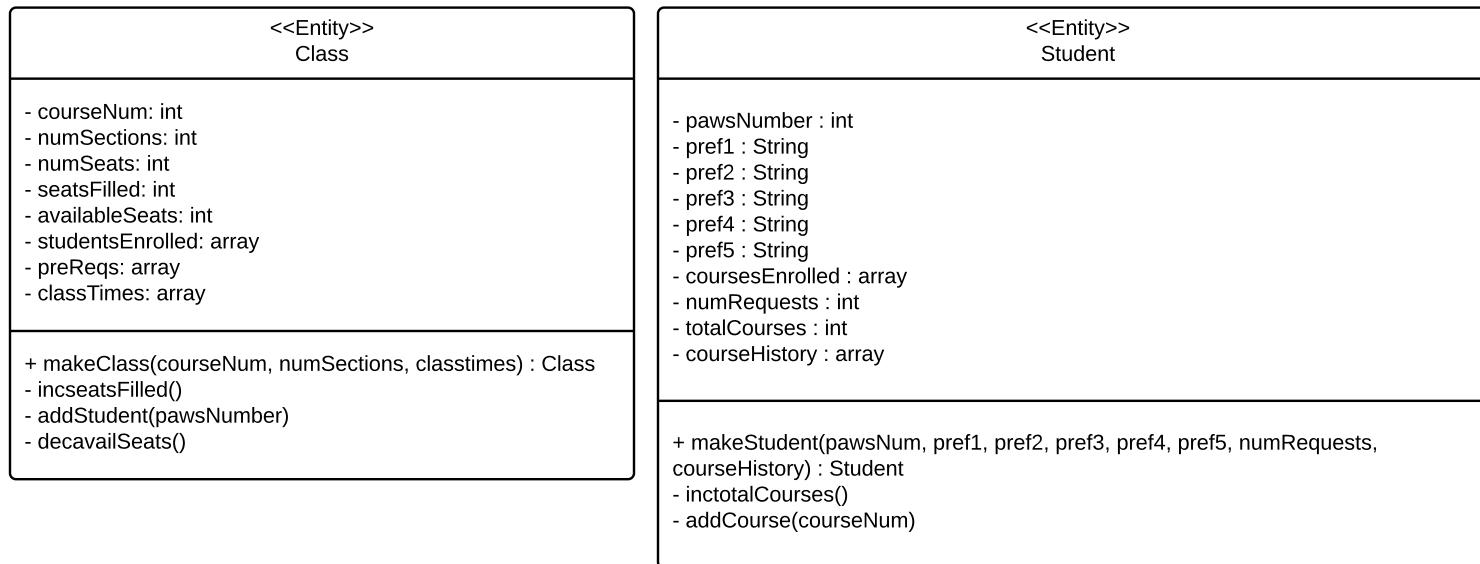 <<Entity>>
Class
- courseNum: int
- numSections: int
- numSeats: int
- seatsFilled: int
- availableSeats: int
- studentsEnrolled: array
- preReqs: array
- classTimes: array
+ makeClass(courseNum, numSections, classtimes) : Class
- incseatsFilled()
- addStudent(pawsNumber)
- decavailSeats()
<<Entity>>
Student
- pawsNumber : int
- pref1 : String
- pref2 : String
- pref3 : String
- pref4 : String
- pref5 : String
- coursesEnrolled : array
- numRequests : int
- totalCourses : int
- courseHistory : array
+ makeStudent(pawsNum, pref1, pref2, pref3, pref4, pref5, numRequests,
courseHistory) : Student
- inctotalCourses()
- addCourse(courseNum)